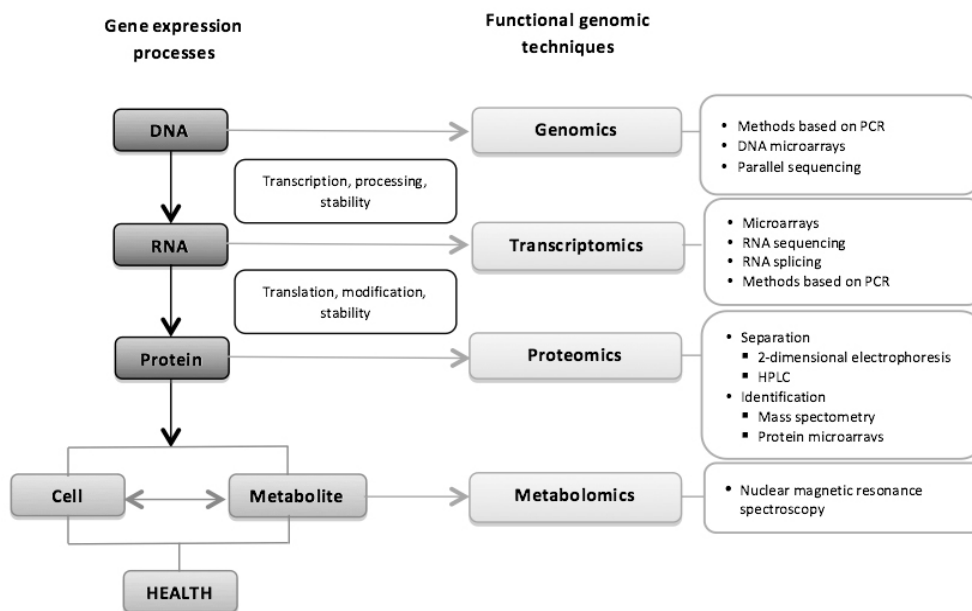 Gene expression
processes
Functional genomic
techniques
DNA
Genomics
• Methods based on PCR
• DNA microarrays
• Parallel sequencing
Transcription, processing,
stability
RNA
Transcriptomics
• Microarrays
• RNA sequencing
• RNA splicing
• Methods based on PCR
Translation, modification,
stability
Protein
Proteomics
• Separation
▪ 2-dimensional electrophoresis
▪ HPLC
• Identification
▪ Mass spectometry
▪ Protein microarravs
Cell
Metabolite
Metabolomics
• Nuclear magnetic resonance
spectroscopy
HEALTH